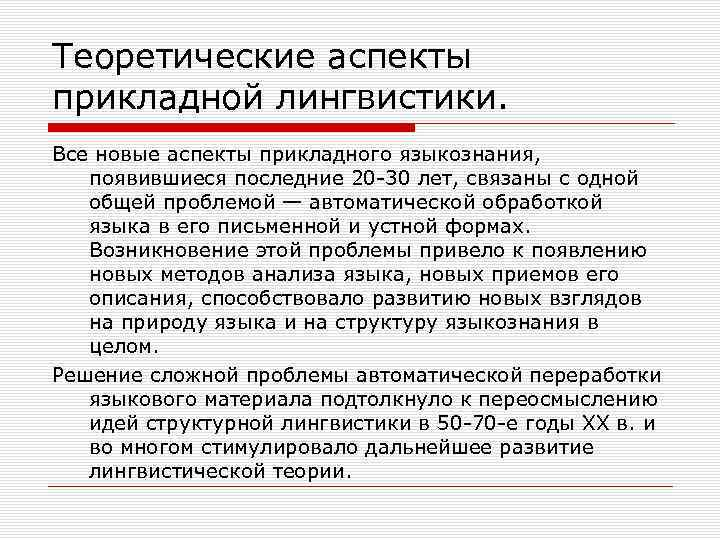 Теоретические аспекты
прикладной лингвистики.
Все новые аспекты прикладного языкознания,
появившиеся последние 20 -30 лет, связаны с одной
общей проблемой — автоматической обработкой
языка в его письменной и устной формах.
Возникновение этой проблемы привело к появлению
новых методов анализа языка, новых приемов его
описания, способствовало развитию новых взглядов
на природу языка и на структуру языкознания в
целом.
Решение сложной проблемы автоматической переработки
языкового материала подтолкнуло к переосмыслению
идей структурной лингвистики в 50 -70 -е годы XX в. и
во многом стимулировало дальнейшее развитие
лингвистической теории.